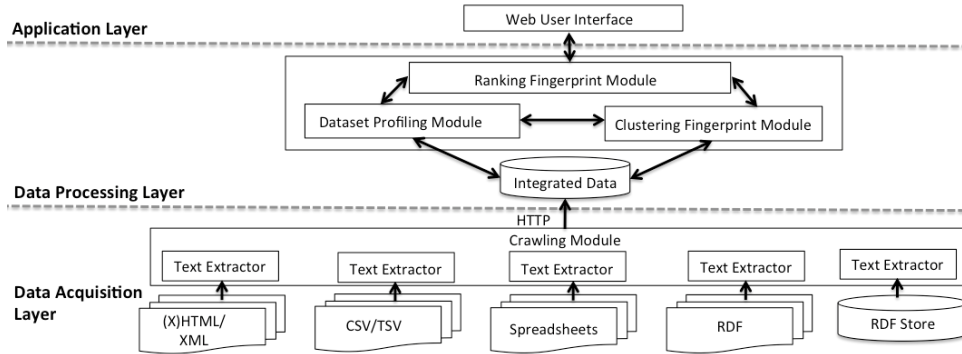 Web User Interface
Application Layer
Ranking Fingerprint Module
Dataset Profiling Module
Clustering Fingerprint Module
Integrated Data
Data Processing Layer
HTTP
Crawling Module
Text Extractor
Text Extractor
Text Extractor
Text Extractor
Text Extractor
Data Acquisition
Layer
(X)HTML/
XML
CSV/TSV
Spreadsheets
RDF
RDF Store